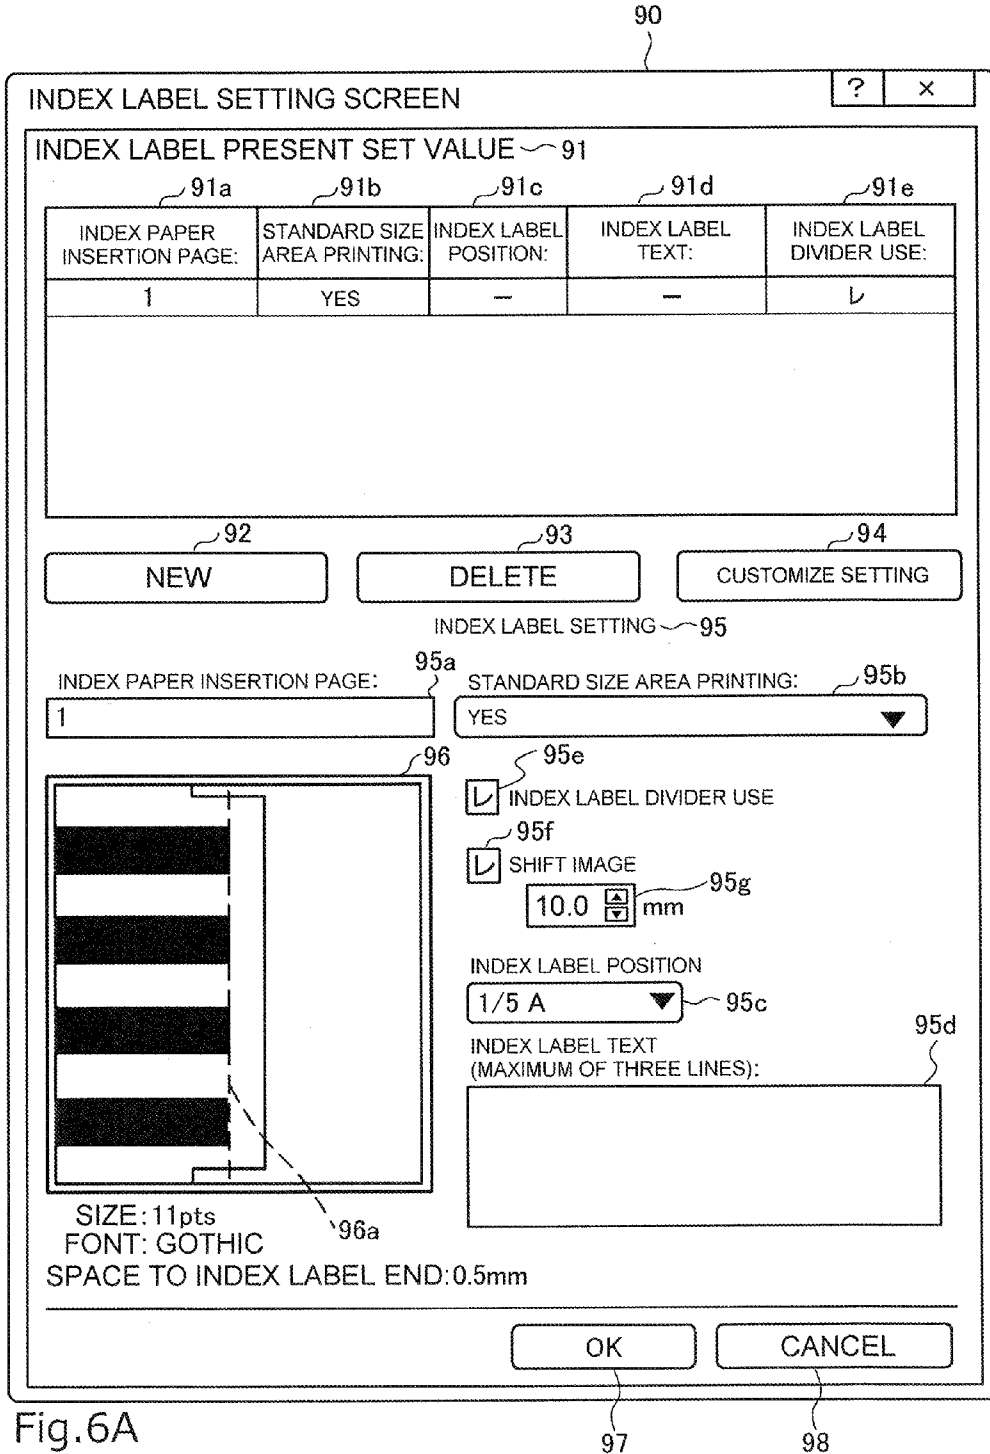 90
INDEX LABEL SETTING SCREEN
? ×
INDEX LABEL PRESENT SET VALUE 91
91a 91b 91c 91d 91e
INDEX PAPER INSERTION PAGE:
STANDARD SIZE AREA PRINTING:
INDEX LABEL POSITION:
INDEX LABEL TEXT:
INDEX LABEL DIVIDER USE:
1 YES – – レ
92 93 94
NEW DELETE CUSTOMIZE SETTING
INDEX LABEL SETTING 95
INDEX PAPER INSERTION PAGE: 95a
1
STANDARD SIZE AREA PRINTING: 95b
YES ▼
96
レ INDEX LABEL DIVIDER USE 95e
レ SHIFT IMAGE 95f
10.0 mm 95g
INDEX LABEL POSITION
1/5 A ▼ 95c
INDEX LABEL TEXT
(MAXIMUM OF THREE LINES):
95d
96a
SIZE: 11pts
FONT: GOTHIC
SPACE TO INDEX LABEL END: 0.5mm
OK CANCEL
97 98
Fig.6A